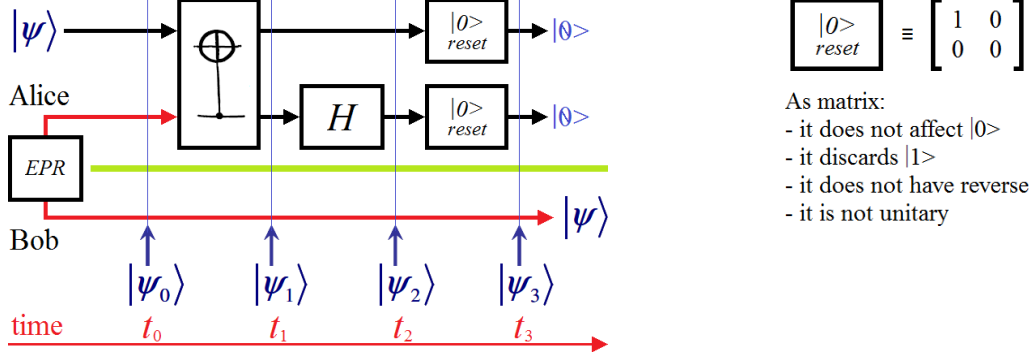 |ψ⟩
|0>
reset
|0>
Alice
H
|0>
reset
|0>
EPR
|ψ⟩
Bob
|ψ₀⟩ |ψ₁⟩ |ψ₂⟩ |ψ₃⟩
time t₀ t₁ t₂ t₃
|0>
reset
≡
1 0
0 0
As matrix:
- it does not affect |0>
- it discards |1>
- it does not have reverse
- it is not unitary